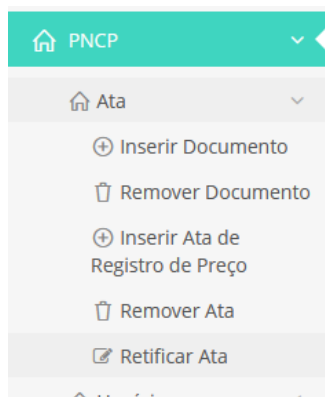 PNCP
Ata
Inserir Documento
Remover Documento
Inserir Ata de
Registro de Preço
Remover Ata
Retificar Ata